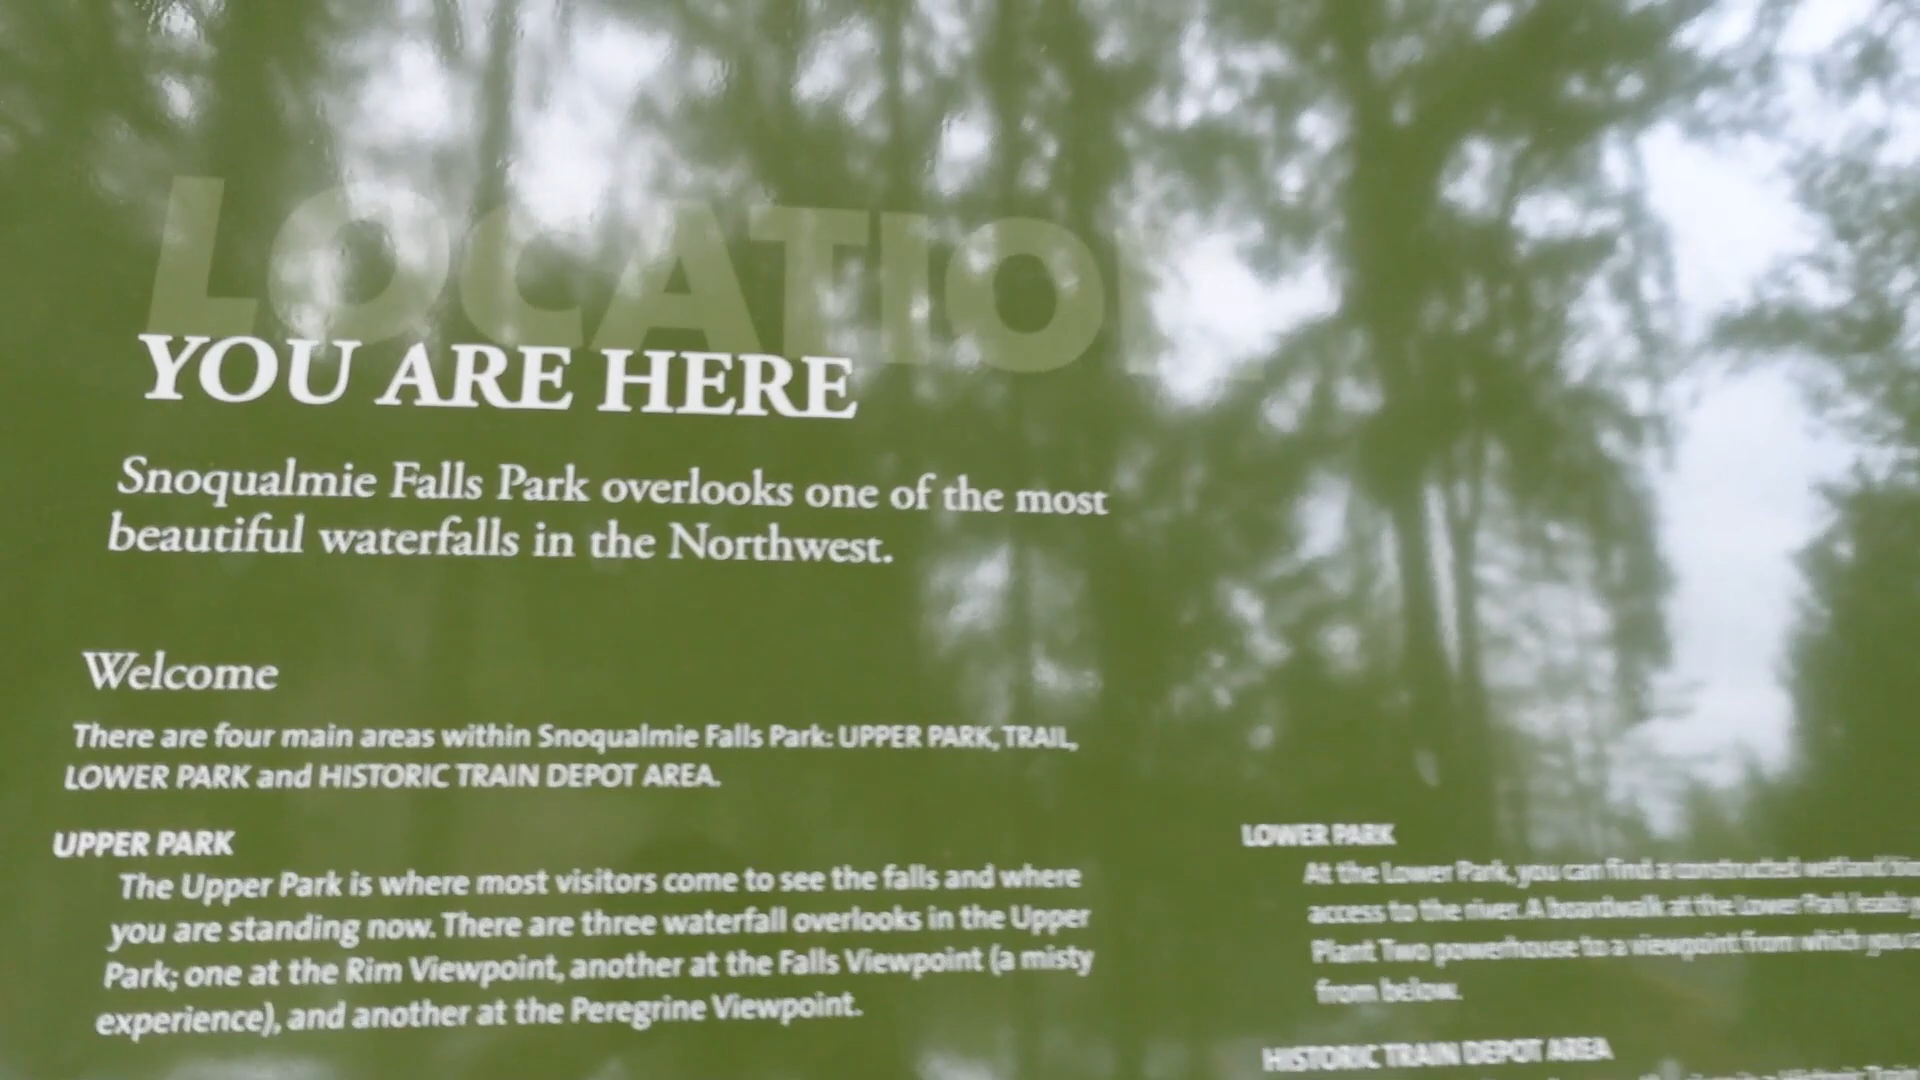 LOCATION
YOU ARE HERE
Snoqualmie Falls Park overlooks one of the most
beautiful waterfalls in the Northwest.
Welcome
There are four main areas within Snoqualmie Falls Park: UPPER PARK, TRAIL,
LOWER PARK and HISTORIC TRAIN DEPOT AREA.
UPPER PARK
The Upper Park is where most visitors come to see the falls and where
you are standing now. There are three waterfall overlooks in the Upper
Park; one at the Rim Viewpoint, another at the Falls Viewpoint (a misty
experience), and another at the Peregrine Viewpoint.
LOWER PARK
At the Lower Park, you can find a constructed wetland
access to the river. A boardwalk at the Lower Park leads
Plant Two powerhouse to a viewpoint from which you
from below.
HISTORIC TRAIN DEPOT AREA